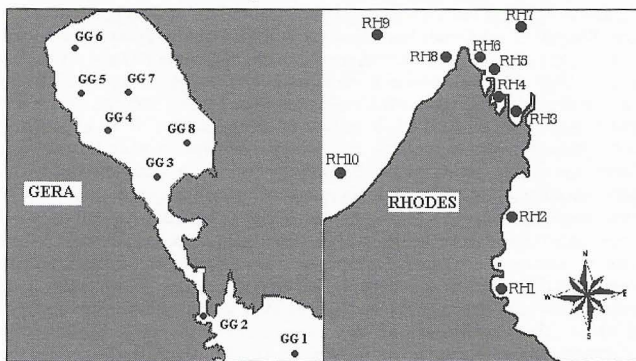 GG 6
GG 5
GG 7
GG 4
GG 8
GG 3
GERA
GG 2
GG 1
RH9
RH7
RH8
RH6
RH5
RH4
RH3
RH10
RHODES
RH2
RH1
N
W
E
S